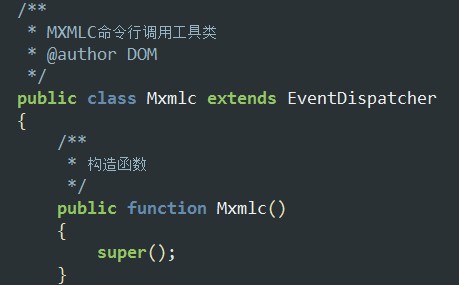 /**
 * MXMLC命令行调用工具类
 * @author DOM
 */
public class Mxmlc extends EventDispatcher
{
    /**
     * 构造函数
     */
    public function Mxmlc()
    {
        super();
    }